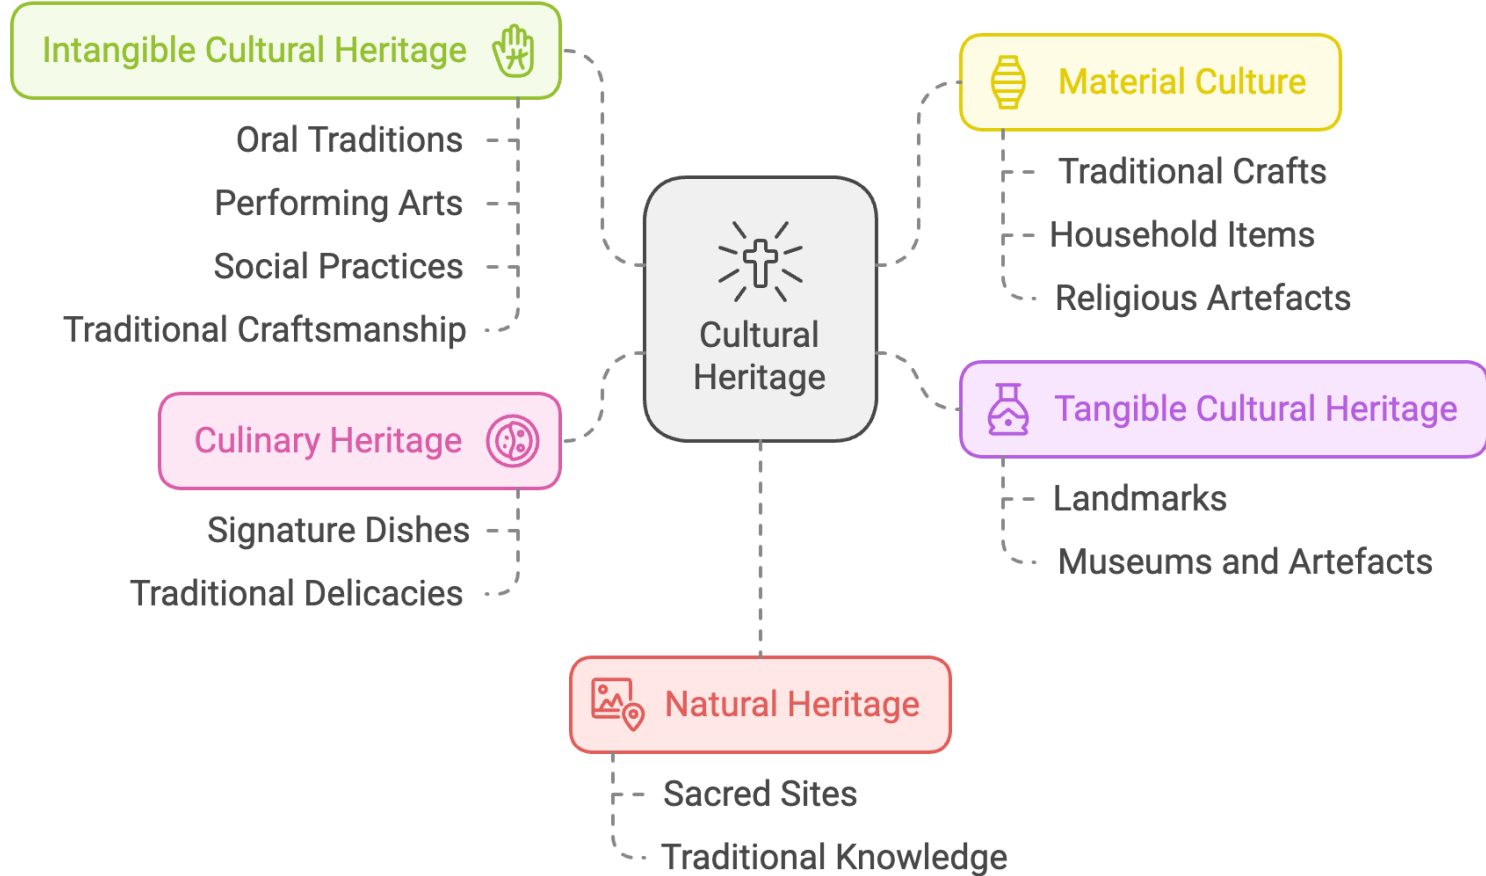 Intangible Cultural Heritage
Oral Traditions
Performing Arts
Social Practices
Traditional Craftsmanship
Culinary Heritage
Signature Dishes
Traditional Delicacies
Cultural
Heritage
Material Culture
Traditional Crafts
Household Items
Religious Artefacts
Tangible Cultural Heritage
Landmarks
Museums and Artefacts
Natural Heritage
Sacred Sites
Traditional Knowledge